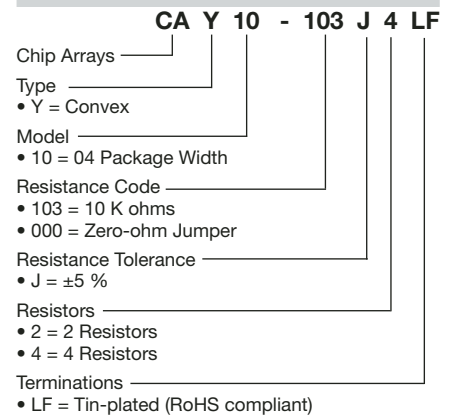 CA Y 10 - 103 J 4 LF
Chip Arrays
Type
• Y = Convex
Model
• 10 = 04 Package Width
Resistance Code
• 103 = 10 K ohms
• 000 = Zero-ohm Jumper
Resistance Tolerance
• J = ±5 %
Resistors
• 2 = 2 Resistors
• 4 = 4 Resistors
Terminations
• LF = Tin-plated (RoHS compliant)